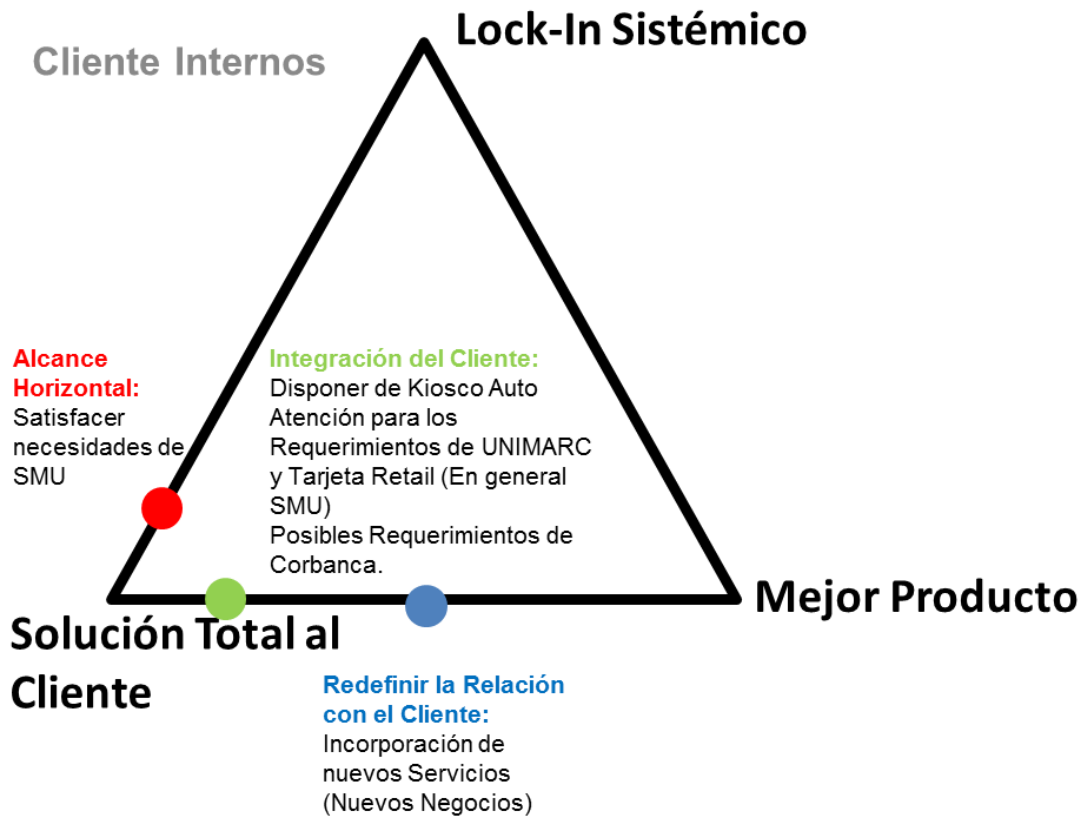 Lock-In Sistémico
Cliente Internos
Alcance
Horizontal:
Satisfacer
necesidades de
SMU
Integración del Cliente:
Disponer de Kiosco Auto
Atención para los
Requerimientos de UNIMARC
y Tarjeta Retail (En general
SMU)
Posibles Requerimientos de
Corbanca.
Mejor Producto
Solución Total al
Cliente
Redefinir la Relación
con el Cliente:
Incorporación de
nuevos Servicios
(Nuevos Negocios)